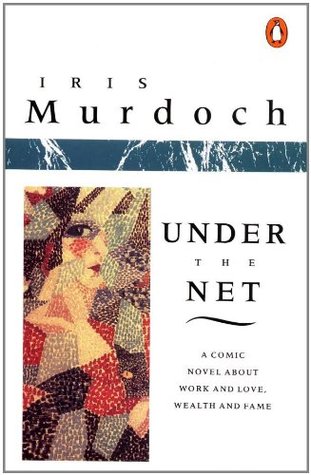 IRIS
Murdoch
UNDER
THE
NET
A COMIC
NOVEL ABOUT
WORK AND LOVE,
WEALTH AND FAME